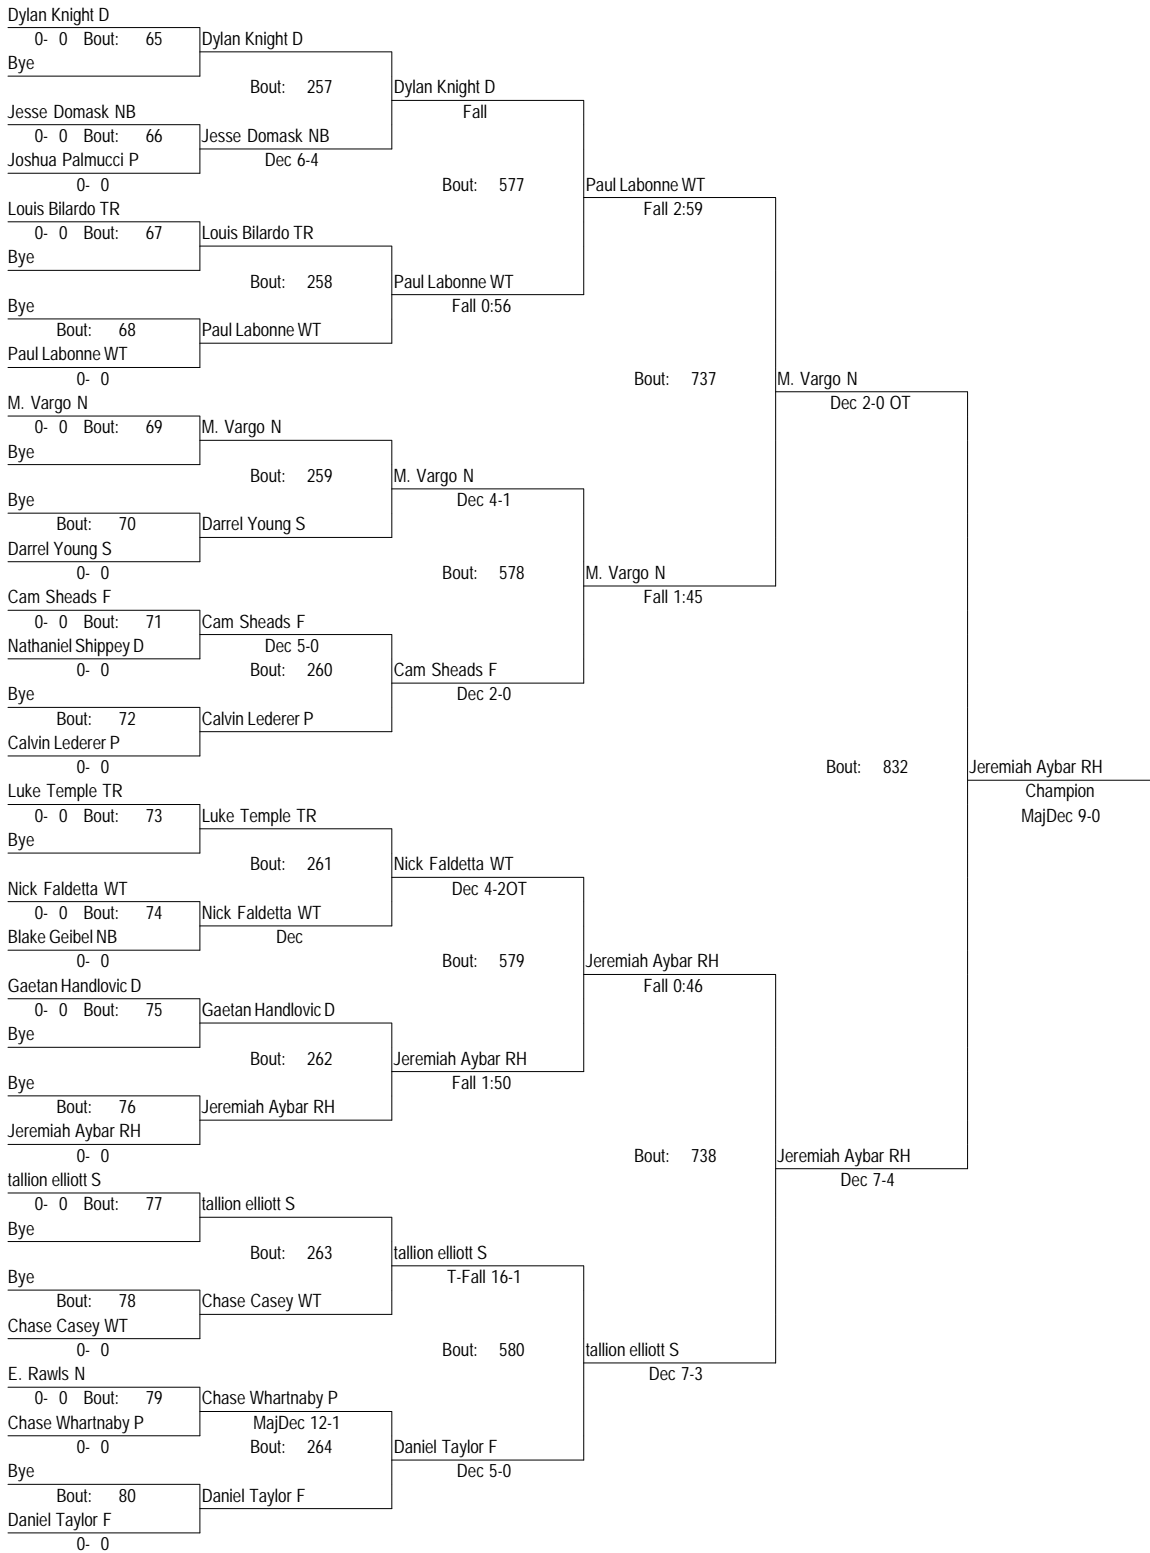 Dylan Knight D
0- 0 Bout: 65 Dylan Knight D
Bye
Bout: 257 Dylan Knight D
Jesse Domask NB Fall
0- 0 Bout: 66 Jesse Domask NB
Joshua Palmucci P Dec 6-4
0- 0 Bout: 577 Paul Labonne WT
Louis Bilardo TR Fall 2:59
0- 0 Bout: 67 Louis Bilardo TR
Bye
Bout: 258 Paul Labonne WT
Bye Fall 0:56
Bout: 68 Paul Labonne WT
Paul Labonne WT
0- 0 Bout: 737 M. Vargo N
M. Vargo N Dec 2-0 OT
0- 0 Bout: 69 M. Vargo N
Bye
Bout: 259 M. Vargo N
Bye Dec 4-1
Bout: 70 Darrel Young S
Darrel Young S
0- 0 Bout: 578 M. Vargo N
Cam Sheads F Fall 1:45
0- 0 Bout: 71 Cam Sheads F
Nathaniel Shippey D Dec 5-0
0- 0 Bout: 260 Cam Sheads F
Bye Dec 2-0
Bout: 72 Calvin Lederer P
Calvin Lederer P
0- 0 Bout: 832 Jeremiah Aybar RH
Luke Temple TR Champion
0- 0 Bout: 73 Luke Temple TR MajDec 9-0
Bye
Bout: 261 Nick Faldetta WT
Nick Faldetta WT Dec 4-2OT
0- 0 Bout: 74 Nick Faldetta WT
Blake Geibel NB Dec
0- 0 Bout: 579 Jeremiah Aybar RH
Gaetan Handlovic D Fall 0:46
0- 0 Bout: 75 Gaetan Handlovic D
Bye
Bout: 262 Jeremiah Aybar RH
Bye Fall 1:50
Bout: 76 Jeremiah Aybar RH
Jeremiah Aybar RH
0- 0 Bout: 738 Jeremiah Aybar RH
tallion elliott S Dec 7-4
0- 0 Bout: 77 tallion elliott S
Bye
Bout: 263 tallion elliott S
Bye T-Fall 16-1
Bout: 78 Chase Casey WT
Chase Casey WT
0- 0 Bout: 580 tallion elliott S
E. Rawls N Dec 7-3
0- 0 Bout: 79 Chase Whartnaby P
Chase Whartnaby P MajDec 12-1
0- 0 Bout: 264 Daniel Taylor F
Bye Dec 5-0
Bout: 80 Daniel Taylor F
Daniel Taylor F
0- 0